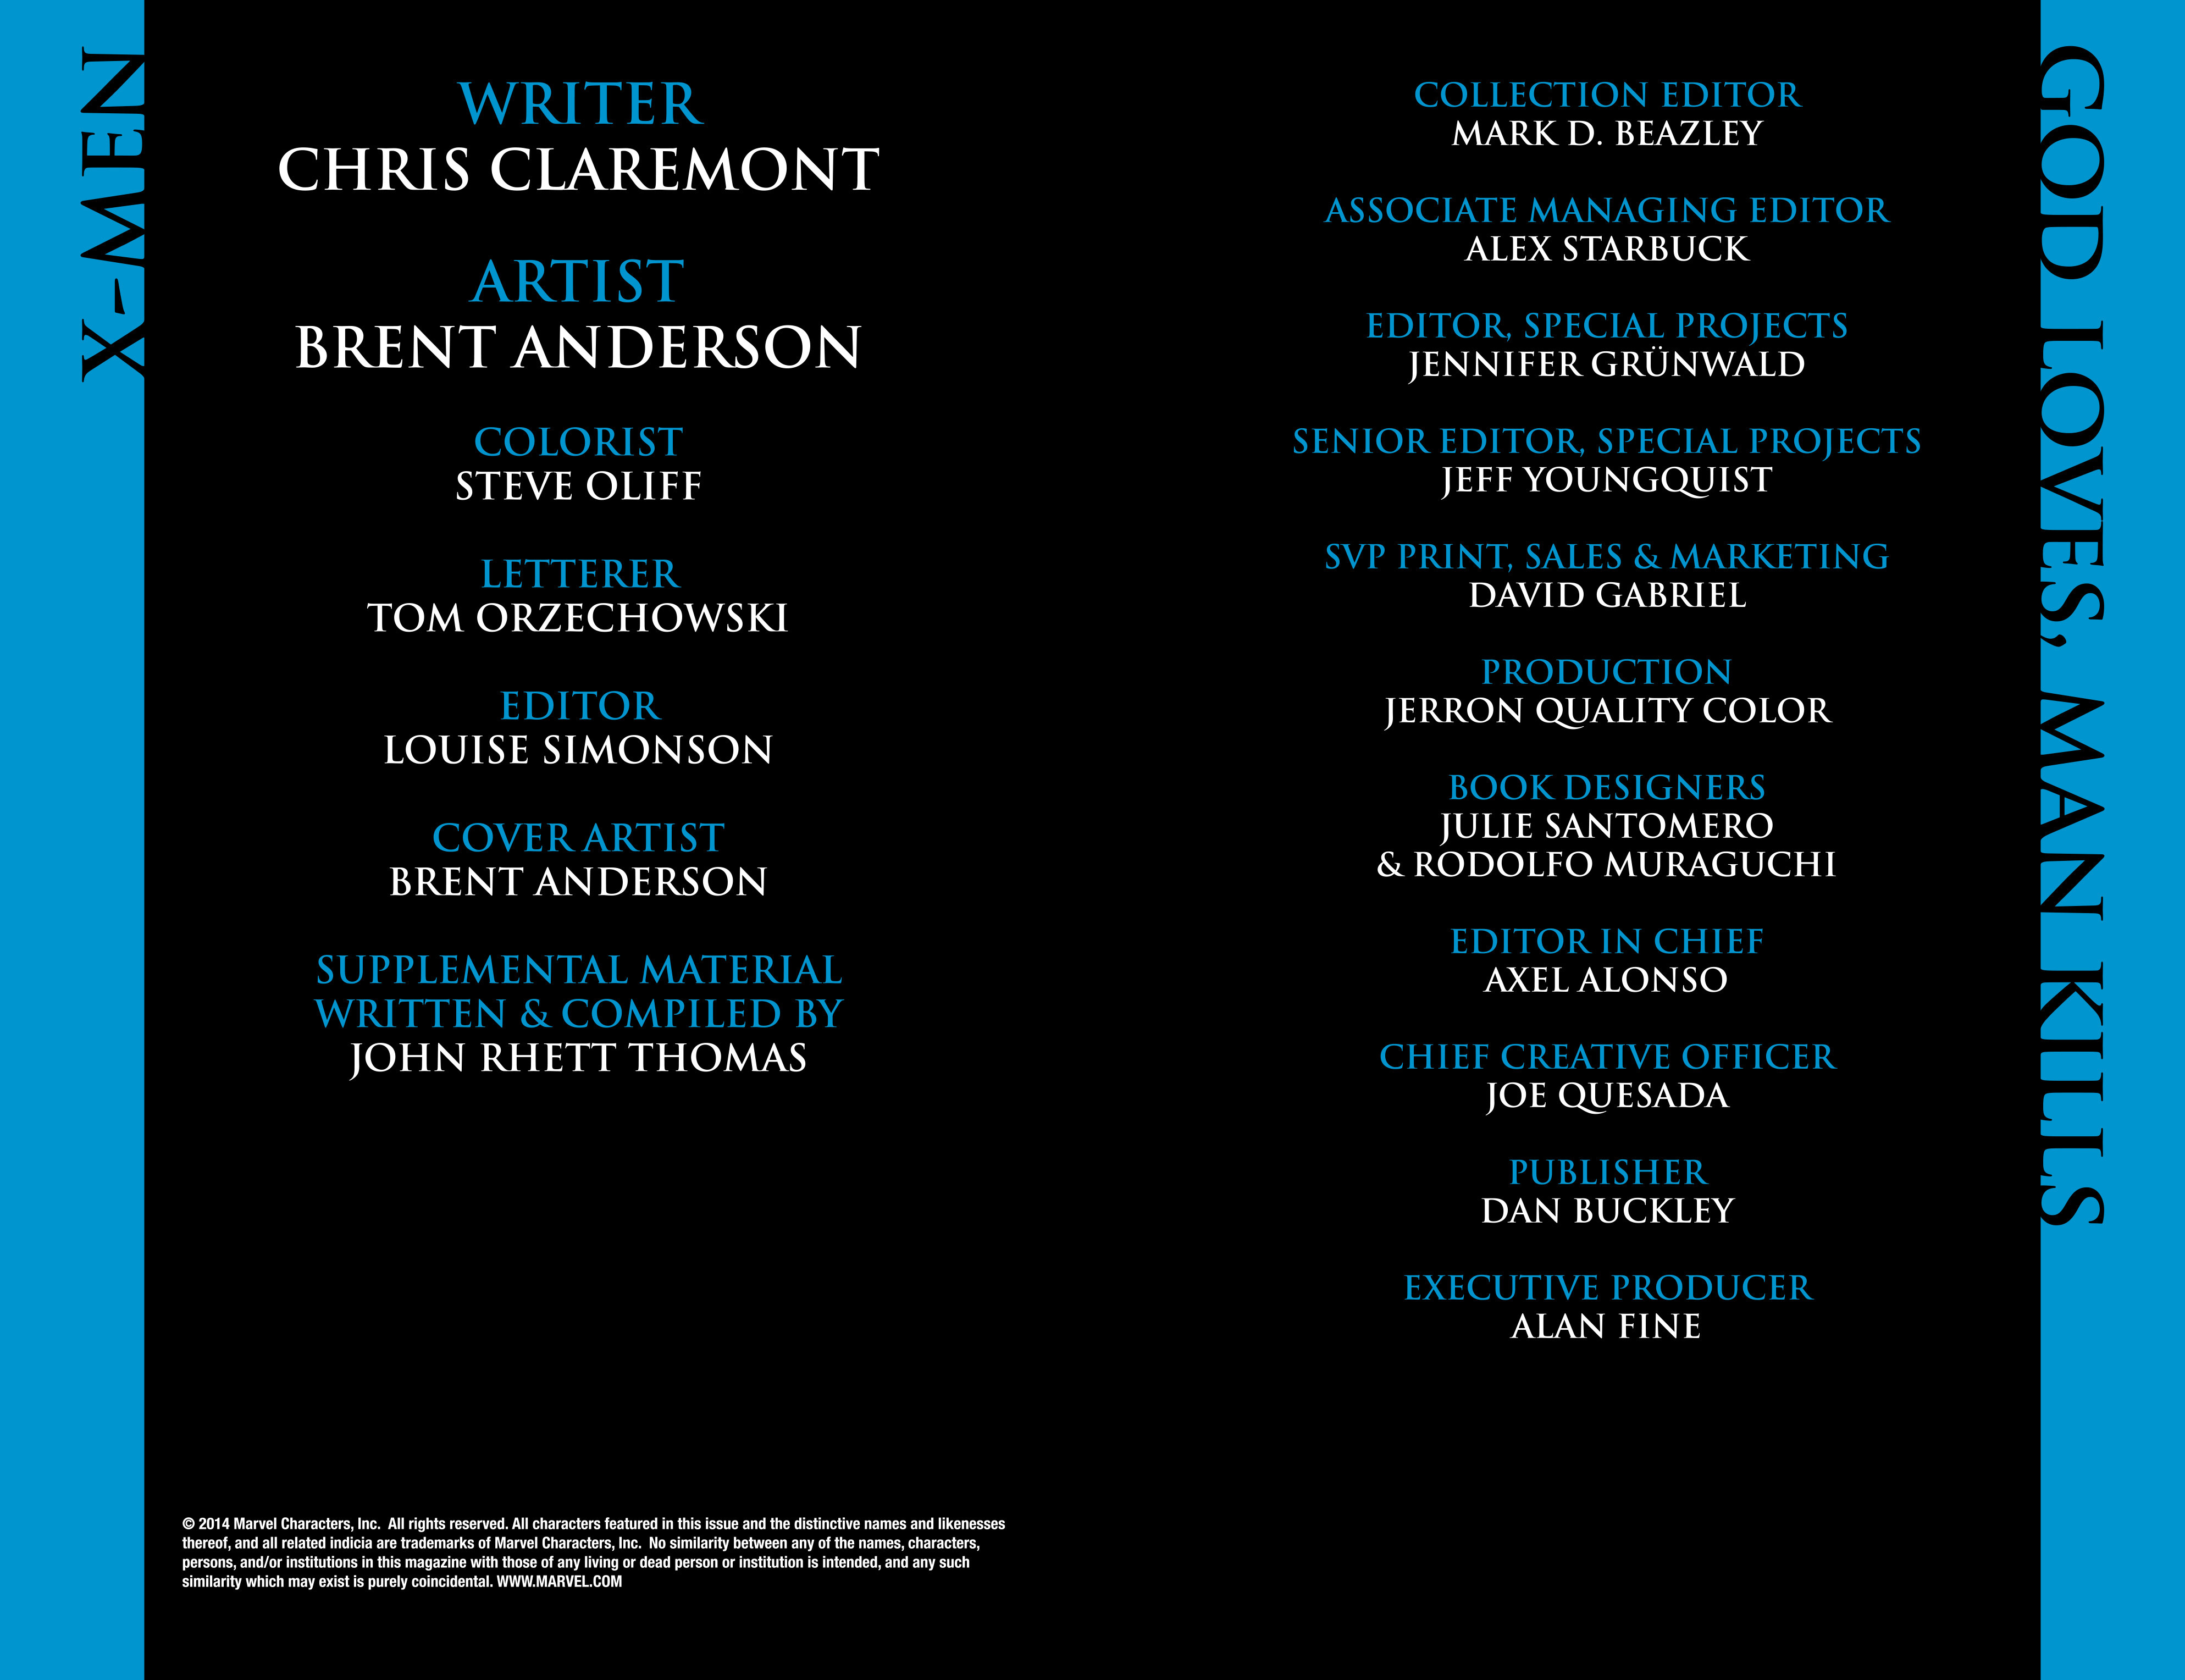 X-MEN
WRITER
CHRIS CLAREMONT
ARTIST
BRENT ANDERSON
COLORIST
STEVE OLIFF
LETTERER
TOM ORZECHOWSKI
EDITOR
LOUISE SIMONSON
COVER ARTIST
BRENT ANDERSON
SUPPLEMENTAL MATERIAL
WRITTEN & COMPILED BY
JOHN RHETT THOMAS
© 2014 Marvel Characters, Inc.  All rights reserved. All characters featured in this issue and the distinctive names and likenesses
thereof, and all related indicia are trademarks of Marvel Characters, Inc.  No similarity between any of the names, characters,
persons, and/or institutions in this magazine with those of any living or dead person or institution is intended, and any such
similarity which may exist is purely coincidental. WWW.MARVEL.COM
COLLECTION EDITOR
MARK D. BEAZLEY
ASSOCIATE MANAGING EDITOR
ALEX STARBUCK
EDITOR, SPECIAL PROJECTS
JENNIFER GRÜNWALD
SENIOR EDITOR, SPECIAL PROJECTS
JEFF YOUNGQUIST
SVP PRINT, SALES & MARKETING
DAVID GABRIEL
PRODUCTION
JERRON QUALITY COLOR
BOOK DESIGNERS
JULIE SANTOMERO
& RODOLFO MURAGUCHI
EDITOR IN CHIEF
AXEL ALONSO
CHIEF CREATIVE OFFICER
JOE QUESADA
PUBLISHER
DAN BUCKLEY
EXECUTIVE PRODUCER
ALAN FINE
GOD LOVES, MAN KILLS